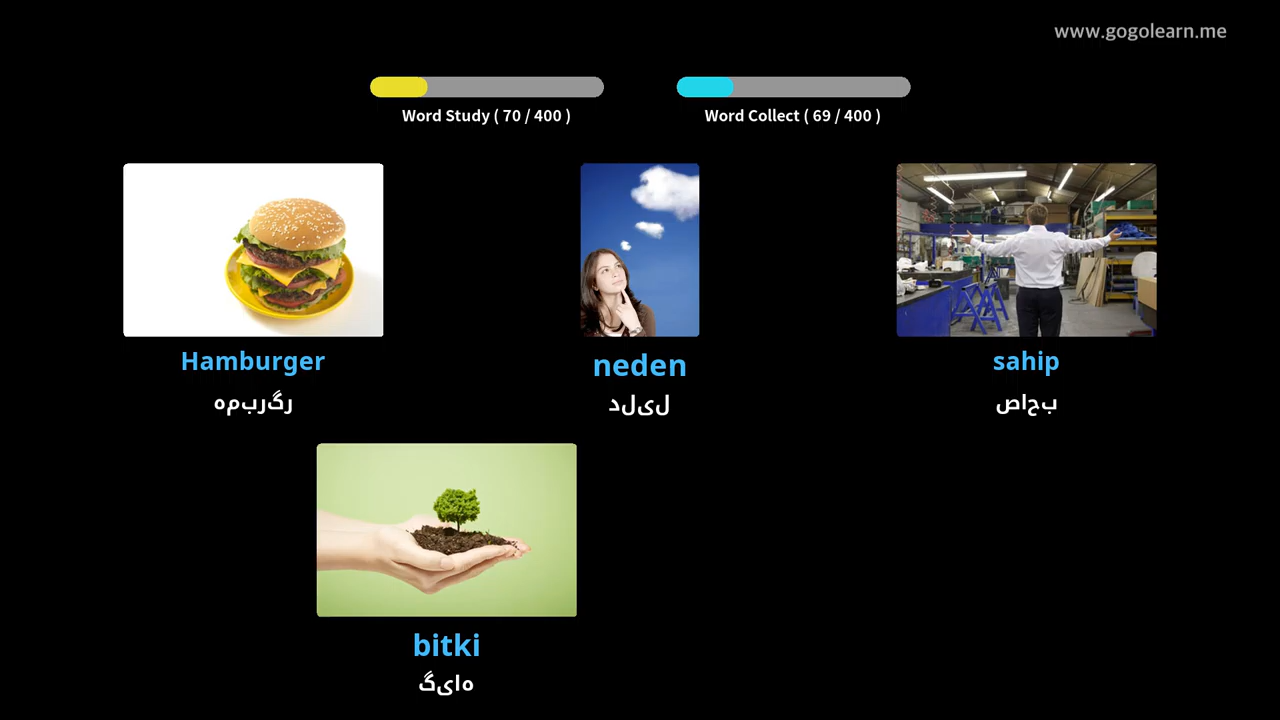 www.gogolearn.me
Word Study ( 70 / 400 )
Word Collect ( 69 / 400 )
Hamburger
رگربمه
neden
لیلد
sahip
بحاص
bitki
هایگ